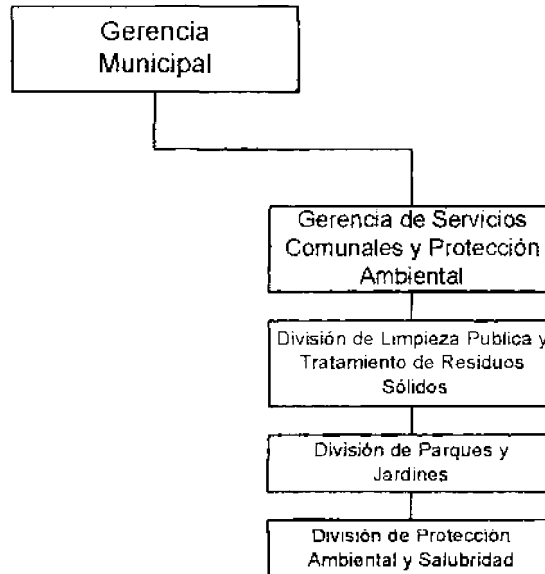 Gerencia
Municipal
Gerencia de Servicios
Comunales y Protección
Ambiental
División de Limpieza Publica y
Tratamiento de Residuos
Sólidos
División de Parques y
Jardines
División de Protección
Ambiental y Salubridad